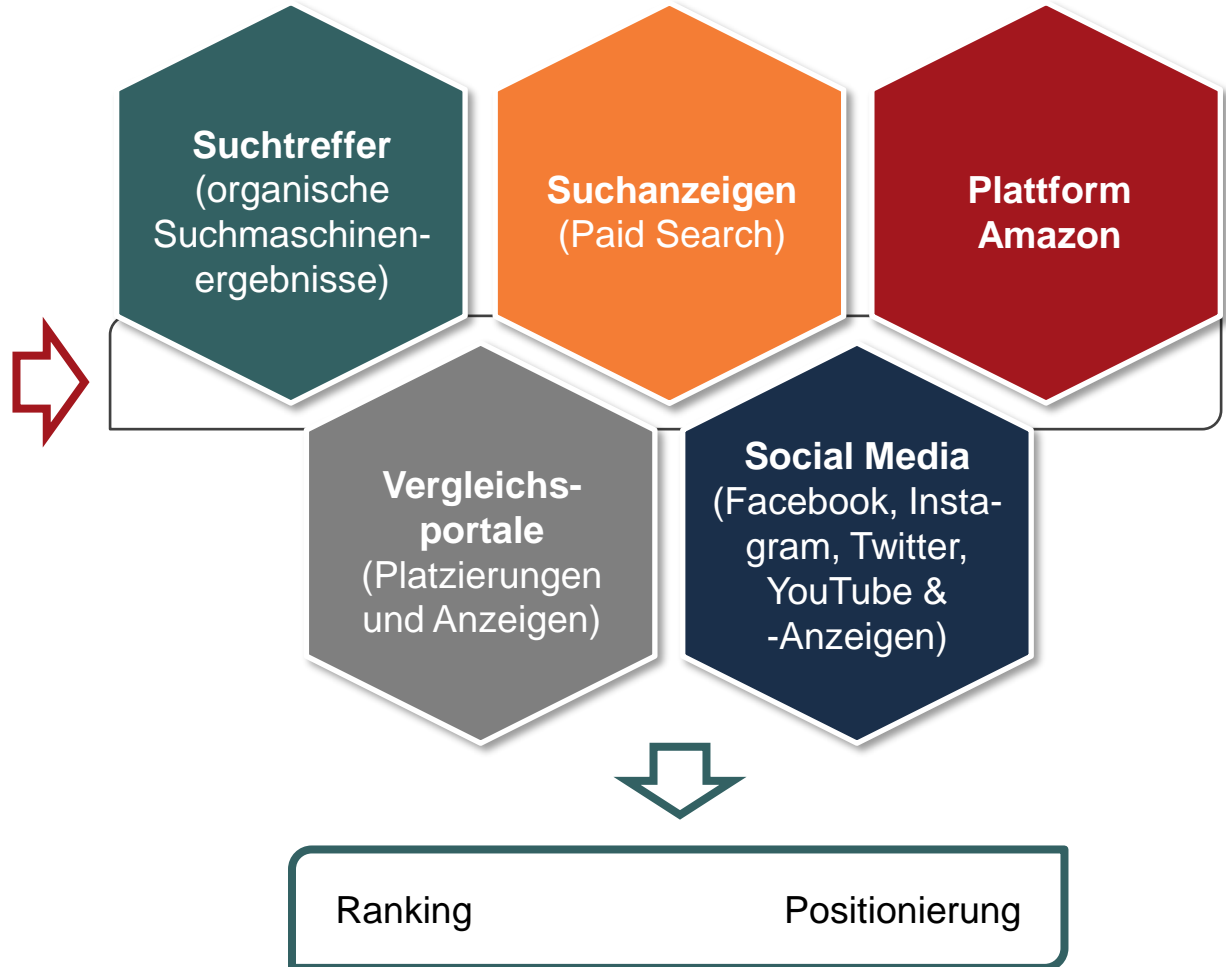 Suchtreffer
(organische
Suchmaschinen-
ergebnisse)
Suchanzeigen
(Paid Search)
Plattform
Amazon
Vergleichs-
portale
(Platzierungen
und Anzeigen)
Social Media
(Facebook, Insta-
gram, Twitter,
YouTube &
-Anzeigen)
Ranking
Positionierung